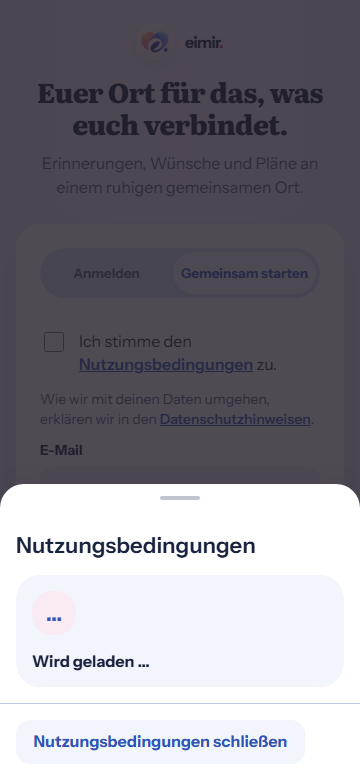 eimir.
Euer Ort für das, was
euch verbindet.
Erinnerungen, Wünsche und Pläne an
einem ruhigen gemeinsamen Ort.
Anmelden
Gemeinsam starten
Ich stimme den
Nutzungsbedingungen zu.
Wie wir mit deinen Daten umgehen,
erklären wir in den Datenschutzhinweisen.
E-Mail
Nutzungsbedingungen
...
Wird geladen ...
Nutzungsbedingungen schließen